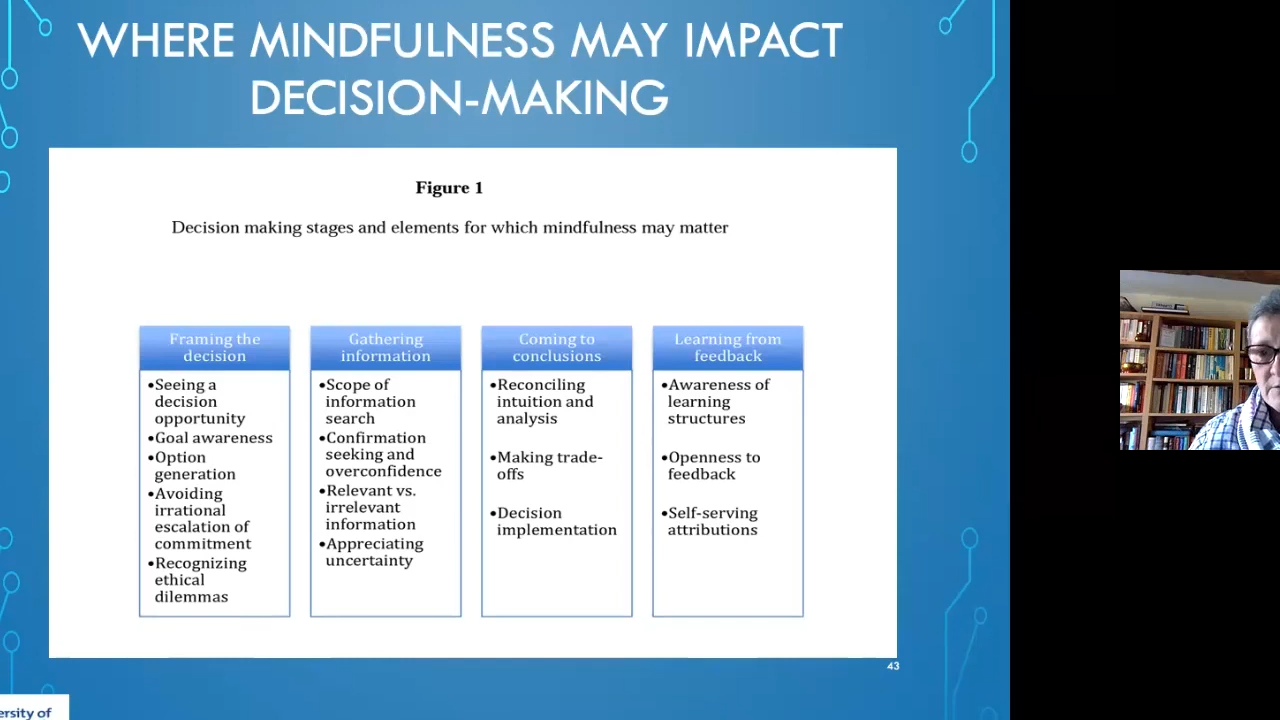 WHERE MINDFULNESS MAY IMPACT
DECISION-MAKING
Figure 1
Decision making stages and elements for which mindfulness may matter
Framing the
decision
•Seeing a
decision
opportunity
•Goal awareness
•Option
generation
•Avoiding
irrational
escalation of
commitment
•Recognizing
ethical
dilemmas
Gathering
information
•Scope of
information
search
•Confirmation
seeking and
overconfidence
•Relevant vs.
irrelevant
information
•Appreciating
uncertainty
Coming to
conclusions
•Reconciling
intuition and
analysis
•Making trade-
offs
•Decision
implementation
Learning from
feedback
•Awareness of
learning
structures
•Openness to
feedback
•Self-serving
attributions
43
ersity of